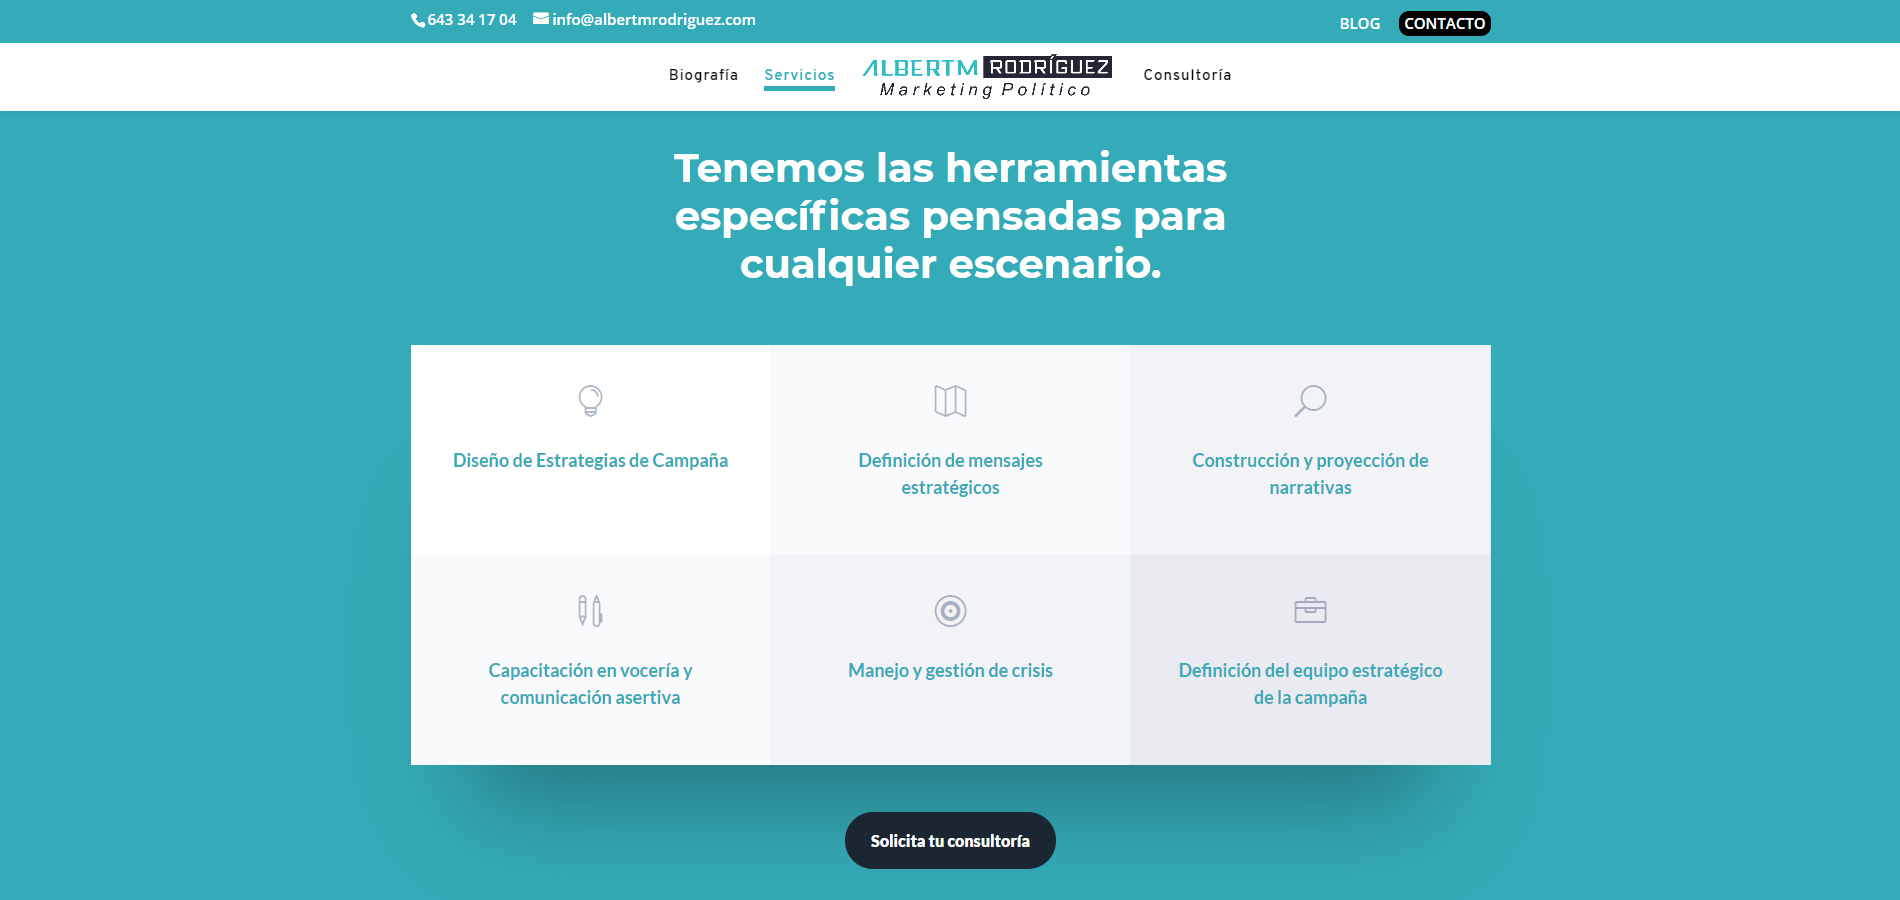 643 34 17 04 info@albertmrodriguez.com
BLOG CONTACTO
Biografía Servicios ALBERTM RODRÍGUEZ Consultoría
Marketing Político
Tenemos las herramientas
específicas pensadas para
cualquier escenario.
Diseño de Estrategias de Campaña
Definición de mensajes
estratégicos
Construcción y proyección de
narrativas
Capacitación en vocería y
comunicación asertiva
Manejo y gestión de crisis
Definición del equipo estratégico
de la campaña
Solicita tu consultoría